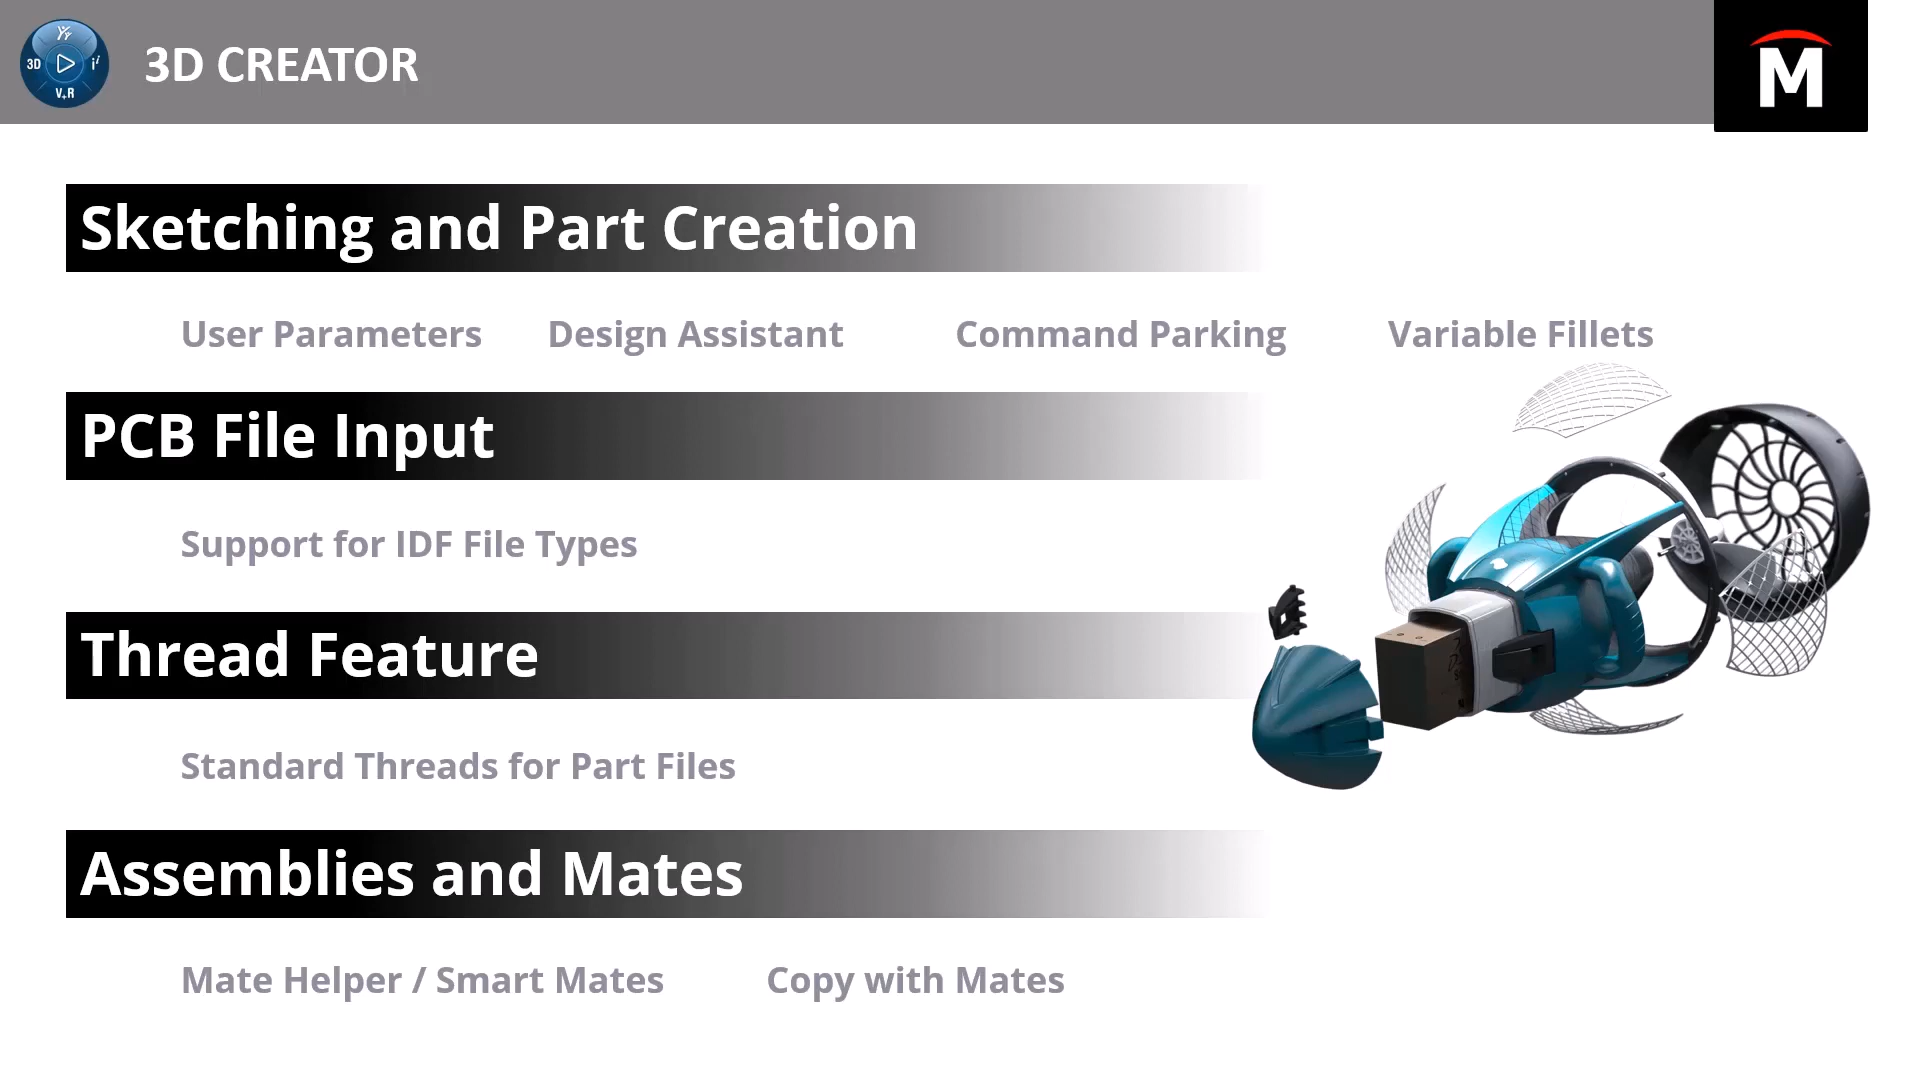 3D CREATOR
3D
V+R
M
Sketching and Part Creation
User Parameters Design Assistant Command Parking Variable Fillets
PCB File Input
Support for IDF File Types
Thread Feature
Standard Threads for Part Files
Assemblies and Mates
Mate Helper / Smart Mates Copy with Mates